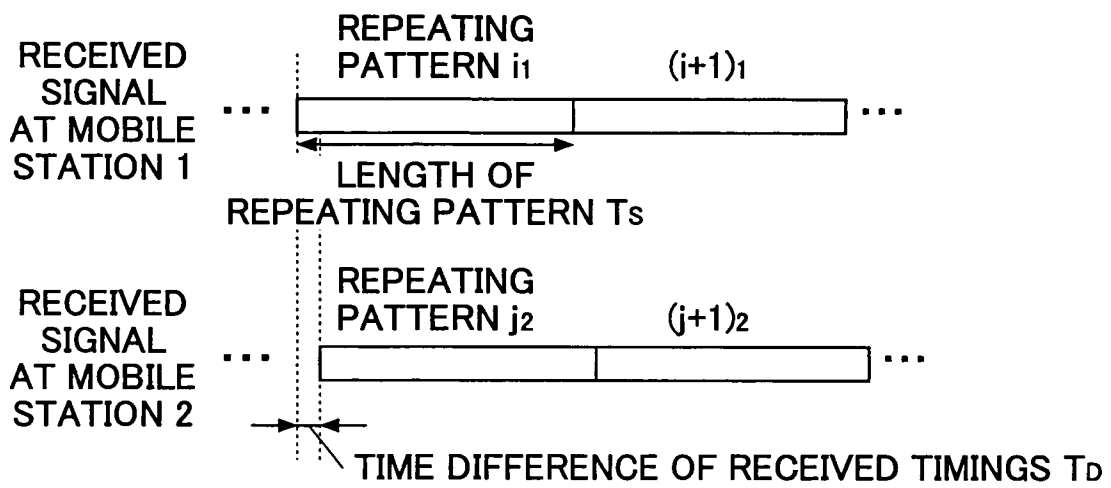 RECEIVED
SIGNAL
AT MOBILE
STATION 1
REPEATING
PATTERN i1
(i+1)1
...
...
LENGTH OF
REPEATING PATTERN Ts
RECEIVED
SIGNAL
AT MOBILE
STATION 2
REPEATING
PATTERN j2
(j+1)2
...
...
TIME DIFFERENCE OF RECEIVED TIMINGS TD